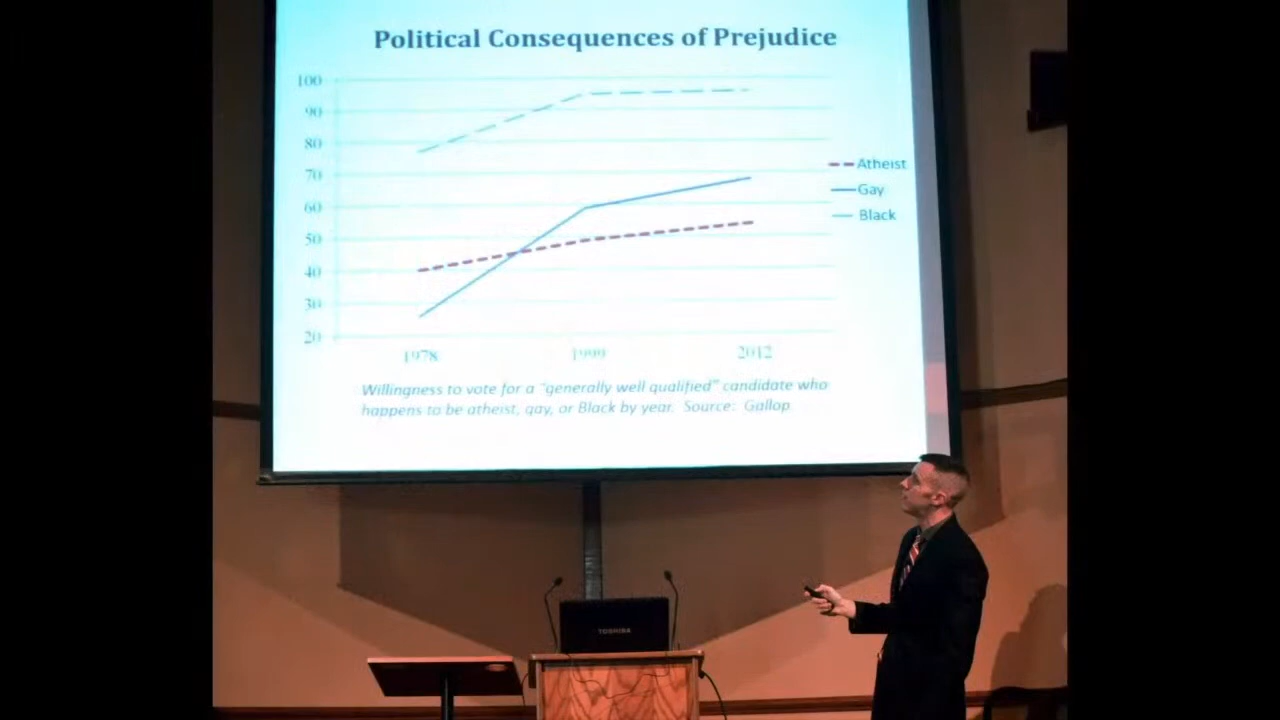 Political Consequences of Prejudice
100
90
80
70
60
50
40
30
20
1978
1999
2012
Atheist
Gay
Black
Willingness to vote for a "generally well qualified" candidate who
happens to be atheist, gay, or Black by year. Source: Gallop
TOSHIBA